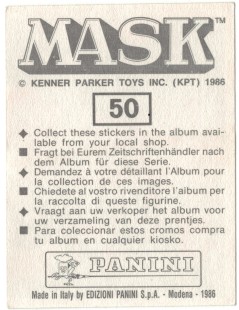 MASK™
© KENNER PARKER TOYS INC. (KPT) 1986
50
◆ Collect these stickers in the album avai-
lable from your local shop.
■ Fragt bei Eurem Zeitschriftenhändler nach
dem Album für diese Serie.
◆ Demandez à votre détaillant l'Album pour
la collection de ces images.
■ Chiedete al vostro rivenditore l'album per
la raccolta di queste figurine.
◆ Vraagt aan uw verkoper het album voor
uw verzameling van deze prentjes.
■ Para coleccionar estos cromos compra
tu album en cualquier kiosko.
PANINI
Made in Italy by EDIZIONI PANINI S.p.A. - Modena - 1986